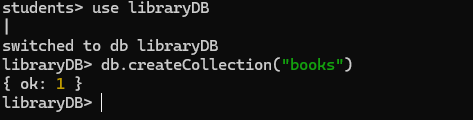 students> use libraryDB
|
switched to db libraryDB
libraryDB> db.createCollection("books")
{ ok: 1 }
libraryDB>